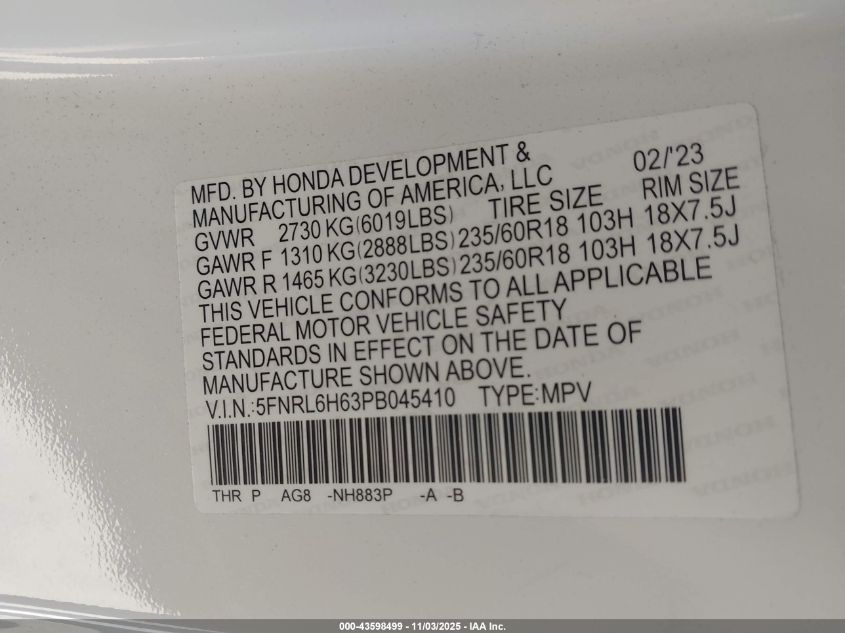 MFD. BY HONDA DEVELOPMENT & 02/'23
MANUFACTURING OF AMERICA, LLC
GVWR 2730 KG(6019LBS) TIRE SIZE RIM SIZE
GAWR F 1310 KG(2888LBS) 235/60R18 103H 18X7.5J
GAWR R 1465 KG(3230LBS) 235/60R18 103H 18X7.5J
THIS VEHICLE CONFORMS TO ALL APPLICABLE
FEDERAL MOTOR VEHICLE SAFETY
STANDARDS IN EFFECT ON THE DATE OF
MANUFACTURE SHOWN ABOVE.
V.I.N.:5FNRL6H63PB045410 TYPE:MPV
THR P AG8 -NH883P -A -B
000-43598499 - 11/03/2025 - IAA Inc.